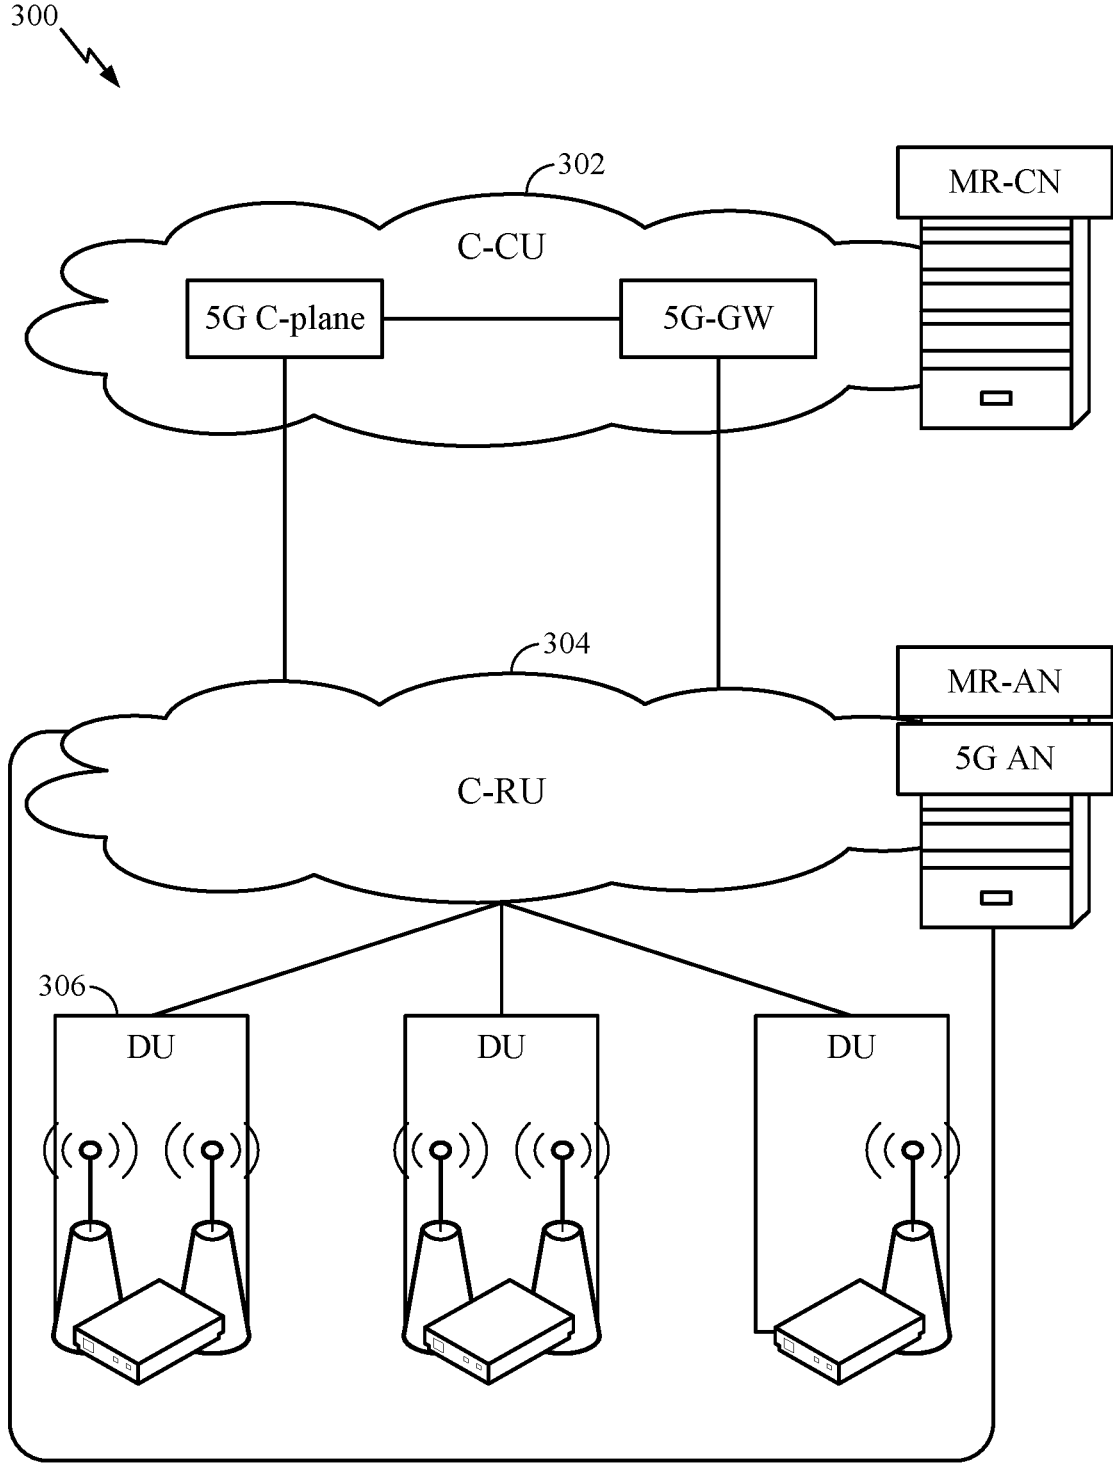 300
302
MR-CN
C-CU
5G C-plane
5G-GW
304
MR-AN
5G AN
C-RU
306
DU
DU
DU